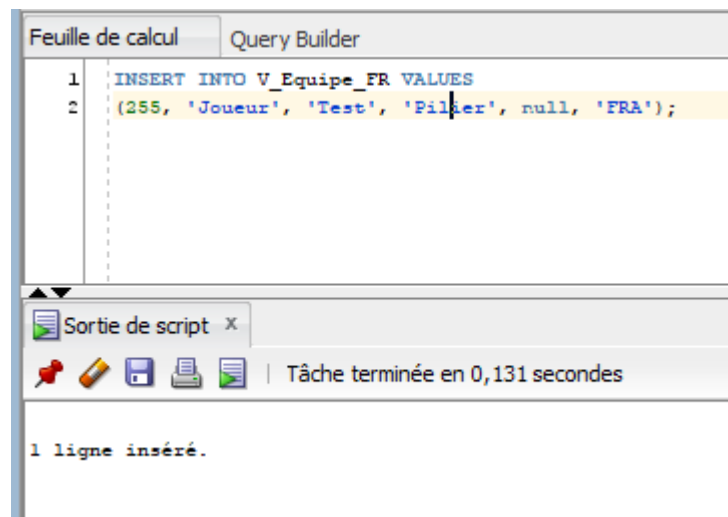 Feuille de calcul Query Builder
1 INSERT INTO V_Equipe_FR VALUES
2 (255, 'Joueur', 'Test', 'Pilier', null, 'FRA');
Sortie de script x
Tâche terminée en 0,131 secondes
1 ligne inséré.